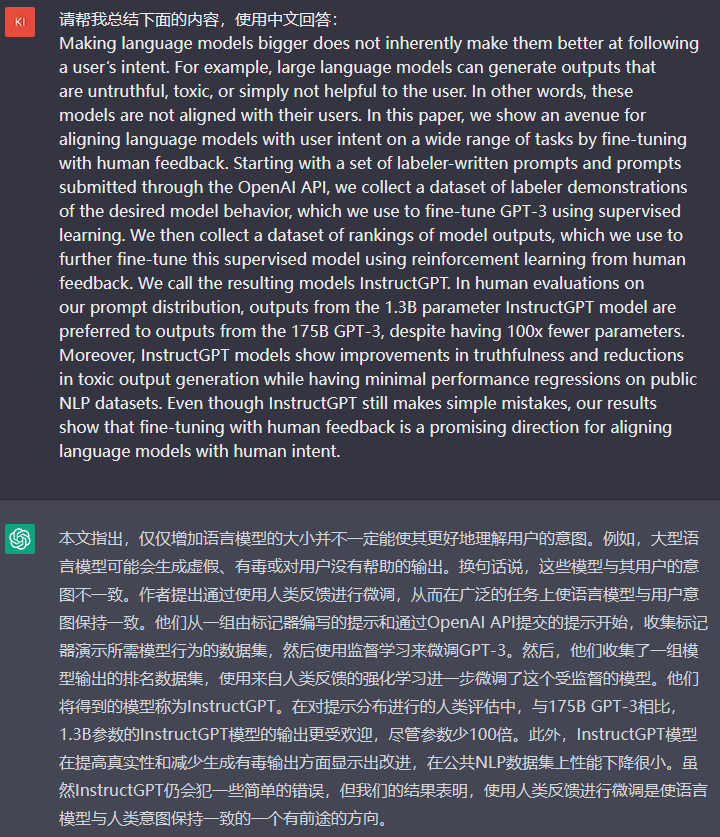 KI
请帮我总结下面的内容，使用中文回答：
Making language models bigger does not inherently make them better at following
a user's intent. For example, large language models can generate outputs that
are untruthful, toxic, or simply not helpful to the user. In other words, these
models are not aligned with their users. In this paper, we show an avenue for
aligning language models with user intent on a wide range of tasks by fine-tuning
with human feedback. Starting with a set of labeler-written prompts and prompts
submitted through the OpenAI API, we collect a dataset of labeler demonstrations
of the desired model behavior, which we use to fine-tune GPT-3 using supervised
learning. We then collect a dataset of rankings of model outputs, which we use to
further fine-tune this supervised model using reinforcement learning from human
feedback. We call the resulting models InstructGPT. In human evaluations on
our prompt distribution, outputs from the 1.3B parameter InstructGPT model are
preferred to outputs from the 175B GPT-3, despite having 100x fewer parameters.
Moreover, InstructGPT models show improvements in truthfulness and reductions
in toxic output generation while having minimal performance regressions on public
NLP datasets. Even though InstructGPT still makes simple mistakes, our results
show that fine-tuning with human feedback is a promising direction for aligning
language models with human intent.
本文指出，仅仅增加语言模型的大小并不一定能使其更好地理解用户的意图。例如，大型语
言模型可能会生成虚假、有毒或对用户没有帮助的输出。换句话说，这些模型与其用户的意
图不一致。作者提出通过使用人类反馈进行微调，从而在广泛的任务上使语言模型与用户意
图保持一致。他们从一组由标记器编写的提示和通过OpenAI API提交的提示开始，收集标记
器演示所需模型行为的数据集，然后使用监督学习来微调GPT-3。然后，他们收集了一组模
型输出的排名数据集，使用来自人类反馈的强化学习进一步微调了这个受监督的模型。他们
将得到的模型称为InstructGPT。在对提示分布进行的人类评估中，与175B GPT-3相比，
1.3B参数的InstructGPT模型的输出更受欢迎，尽管参数少100倍。此外，InstructGPT模型
在提高真实性和减少生成有毒输出方面显示出改进，在公共NLP数据集上性能下降很小。虽
然InstructGPT仍会犯一些简单的错误，但我们的结果表明，使用人类反馈进行微调是使语言
模型与人类意图保持一致的一个有前途的方向。